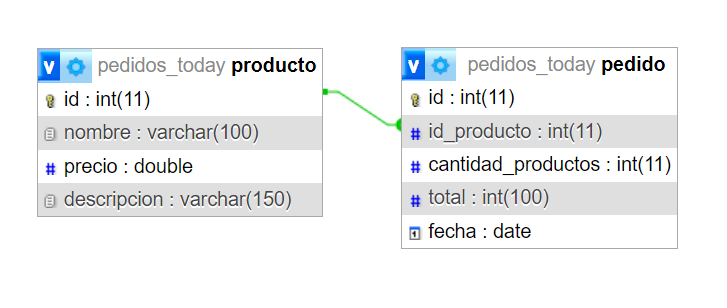 pedidos_today producto
id : int(11)
nombre : varchar(100)
precio : double
descripcion : varchar(150)
pedidos_today pedido
id : int(11)
id_producto : int(11)
cantidad_productos : int(11)
total : int(100)
fecha : date